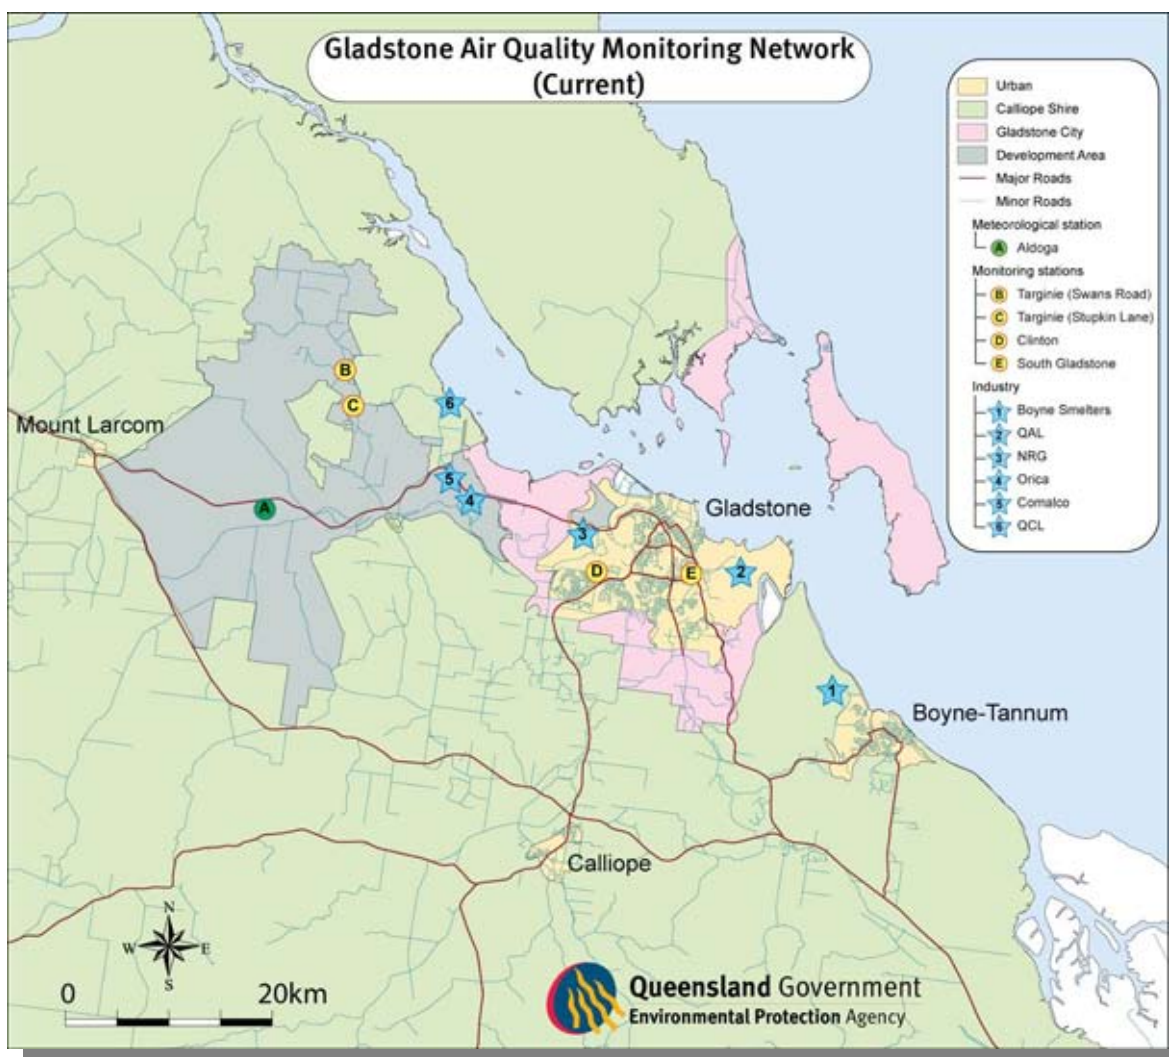 Gladstone Air Quality Monitoring Network
(Current)
Urban
Calliope Shire
Gladstone City
Development Area
Major Roads
Minor Roads
Meteorological station
A Aldoga
Monitoring stations
B Targinie (Swans Road)
C Targinie (Stupkin Lane)
D Clinton
E South Gladstone
Industry
1 Boyne Smelters
2 QAL
3 NRG
4 Orica
5 Comalco
6 QCL
B
C
6
Mount Larcom
5
4
A
Gladstone
3
D
E
2
1
Boyne-Tannum
Calliope
N
W E
S
0 20km
Queensland Government
Environmental Protection Agency